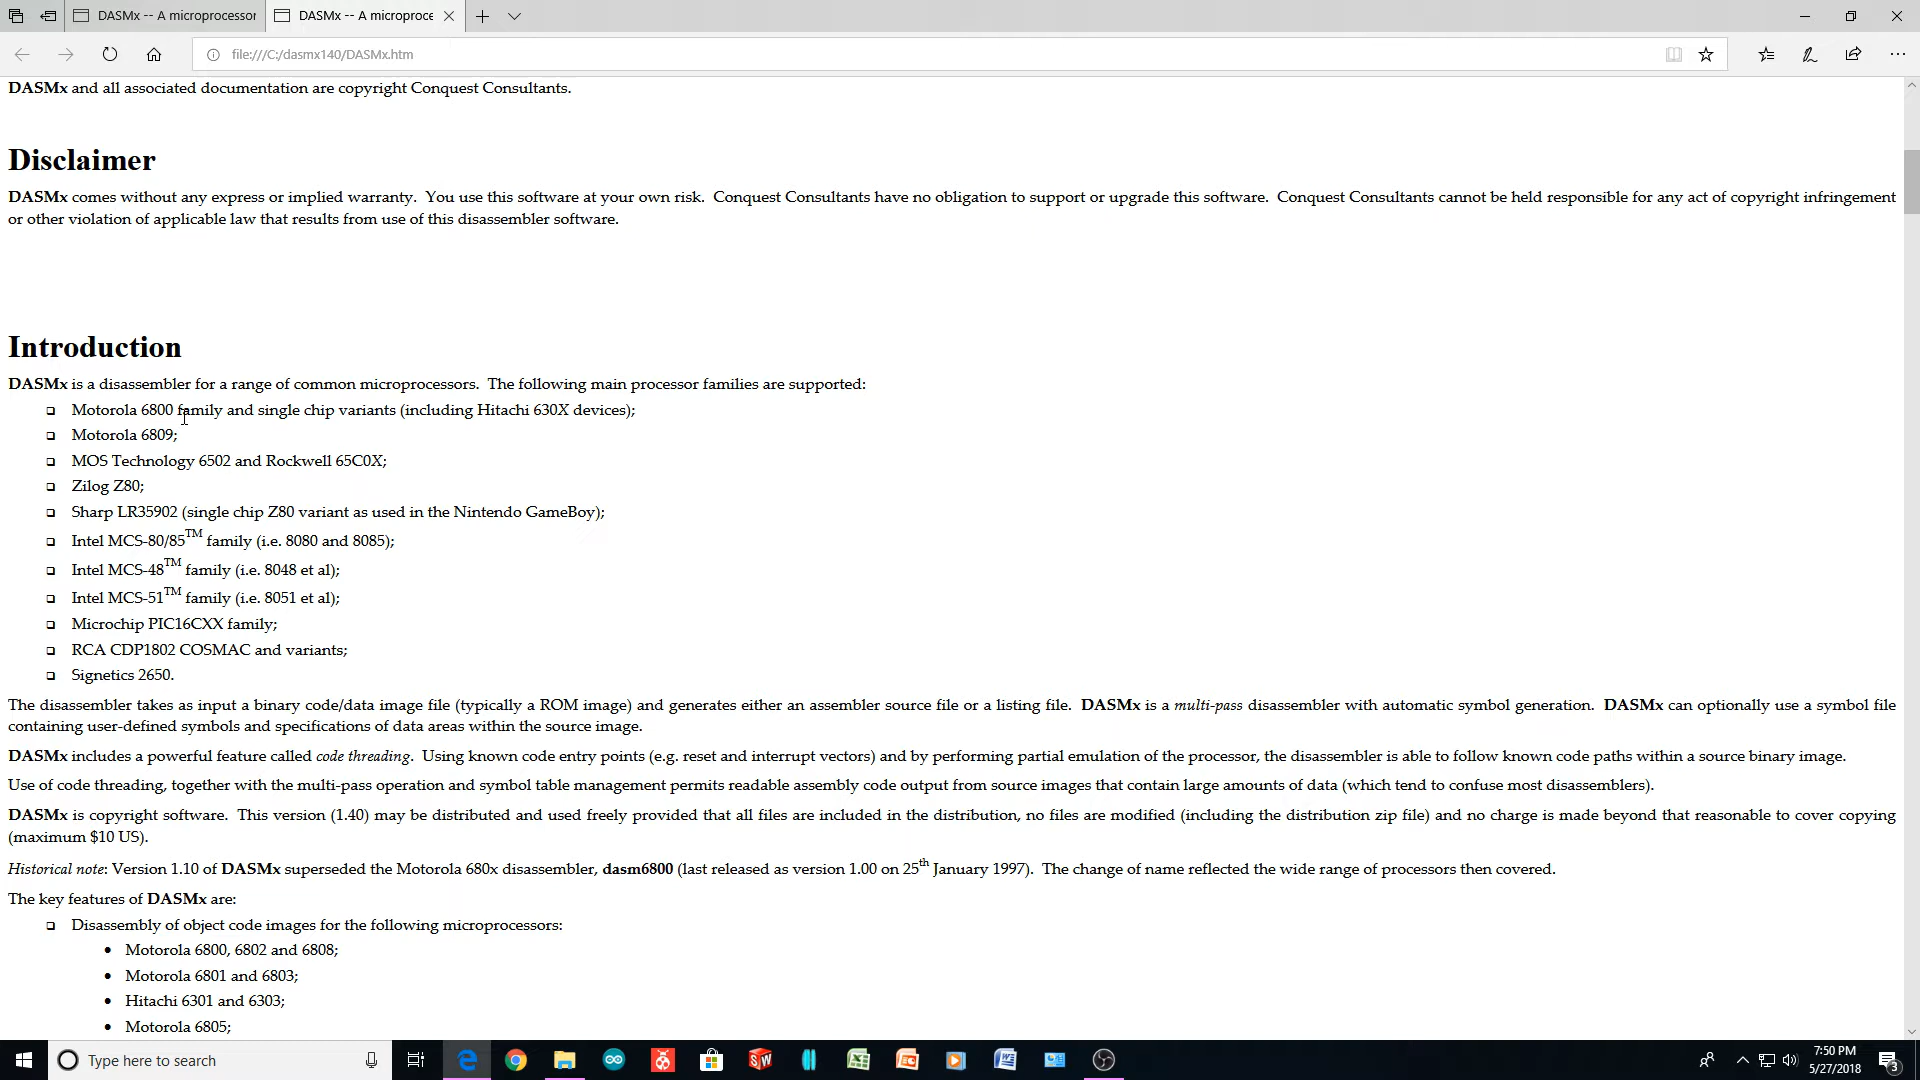 DASMx -- A microprocessor
DASMx -- A microproce
file:///C:/dasmx140/DASMx.htm
DASMx and all associated documentation are copyright Conquest Consultants.
Disclaimer
DASMx comes without any express or implied warranty. You use this software at your own risk. Conquest Consultants have no obligation to support or upgrade this software. Conquest Consultants cannot be held responsible for any act of copyright infringement
or other violation of applicable law that results from use of this disassembler software.
Introduction
DASMx is a disassembler for a range of common microprocessors. The following main processor families are supported:
Motorola 6800 family and single chip variants (including Hitachi 630X devices);
Motorola 6809;
MOS Technology 6502 and Rockwell 65C0X;
Zilog Z80;
Sharp LR35902 (single chip Z80 variant as used in the Nintendo GameBoy);
Intel MCS-80/85TM family (i.e. 8080 and 8085);
Intel MCS-48TM family (i.e. 8048 et al);
Intel MCS-51TM family (i.e. 8051 et al);
Microchip PIC16CXX family;
RCA CDP1802 COSMAC and variants;
Signetics 2650.
The disassembler takes as input a binary code/data image file (typically a ROM image) and generates either an assembler source file or a listing file. DASMx is a multi-pass disassembler with automatic symbol generation. DASMx can optionally use a symbol file
containing user-defined symbols and specifications of data areas within the source image.
DASMx includes a powerful feature called code threading. Using known code entry points (e.g. reset and interrupt vectors) and by performing partial emulation of the processor, the disassembler is able to follow known code paths within a source binary image.
Use of code threading, together with the multi-pass operation and symbol table management permits readable assembly code output from source images that contain large amounts of data (which tend to confuse most disassemblers).
DASMx is copyright software. This version (1.40) may be distributed and used freely provided that all files are included in the distribution, no files are modified (including the distribution zip file) and no charge is made beyond that reasonable to cover copying
(maximum $10 US).
Historical note: Version 1.10 of DASMx superseded the Motorola 680x disassembler, dasm6800 (last released as version 1.00 on 25th January 1997). The change of name reflected the wide range of processors then covered.
The key features of DASMx are:
Disassembly of object code images for the following microprocessors:
Motorola 6800, 6802 and 6808;
Motorola 6801 and 6803;
Hitachi 6301 and 6303;
Motorola 6805;
Type here to search
7:50 PM
5/27/2018
3